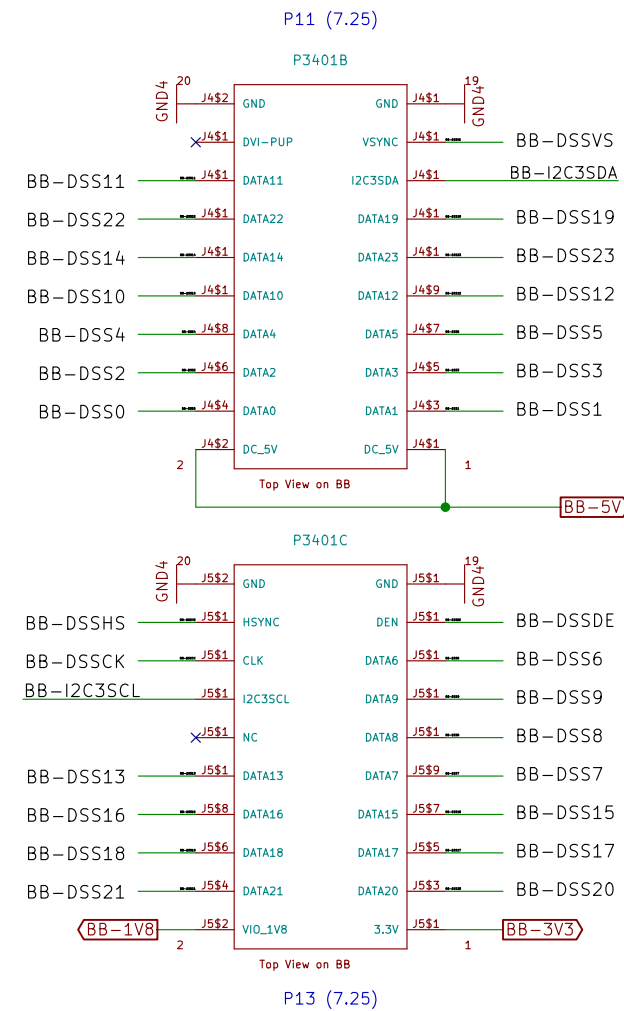 P11 (7.25)
P3401B
20 19
GND4 J4$2 GND GND J4$1 GND4
J4$1 DVI-PUP VSYNC J4$1 BB-DSSVS
BB-DSS11 J4$1 DATA11 I2C3SDA J4$1 BB-I2C3SDA
BB-DSS22 J4$1 DATA22 DATA19 J4$1 BB-DSS19
BB-DSS14 J4$1 DATA14 DATA23 J4$1 BB-DSS23
BB-DSS10 J4$1 DATA10 DATA12 J4$9 BB-DSS12
BB-DSS4 J4$8 DATA4 DATA5 J4$7 BB-DSS5
BB-DSS2 J4$6 DATA2 DATA3 J4$5 BB-DSS3
BB-DSS0 J4$4 DATA0 DATA1 J4$3 BB-DSS1
J4$2 DC_5V DC_5V J4$1
2 1
Top View on BB
BB-5V
P3401C
20 19
GND4 J5$2 GND GND J5$1 GND4
BB-DSSHS J5$1 HSYNC DEN J5$1 BB-DSSDE
BB-DSSCK J5$1 CLK DATA6 J5$1 BB-DSS6
BB-I2C3SCL J5$1 I2C3SCL DATA9 J5$1 BB-DSS9
J5$1 NC DATA8 J5$1 BB-DSS8
BB-DSS13 J5$1 DATA13 DATA7 J5$9 BB-DSS7
BB-DSS16 J5$8 DATA16 DATA15 J5$7 BB-DSS15
BB-DSS18 J5$6 DATA18 DATA17 J5$5 BB-DSS17
BB-DSS21 J5$4 DATA21 DATA20 J5$3 BB-DSS20
BB-1V8 J5$2 VIO_1V8 3.3V J5$1 BB-3V3
2 1
Top View on BB
P13 (7.25)